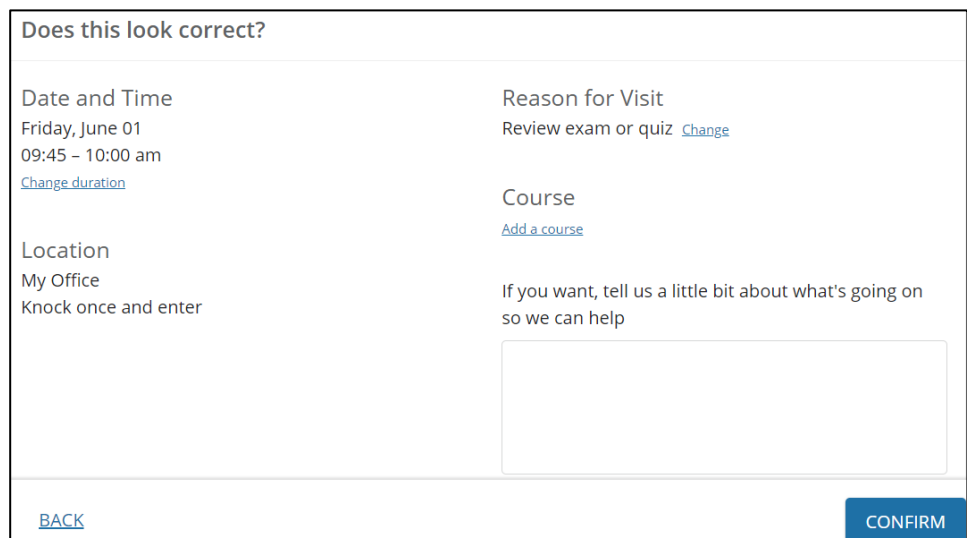 Does this look correct?
Date and Time
Friday, June 01
09:45 – 10:00 am
Change duration
Location
My Office
Knock once and enter
Reason for Visit
Review exam or quiz Change
Course
Add a course
If you want, tell us a little bit about what's going on
so we can help
BACK
CONFIRM